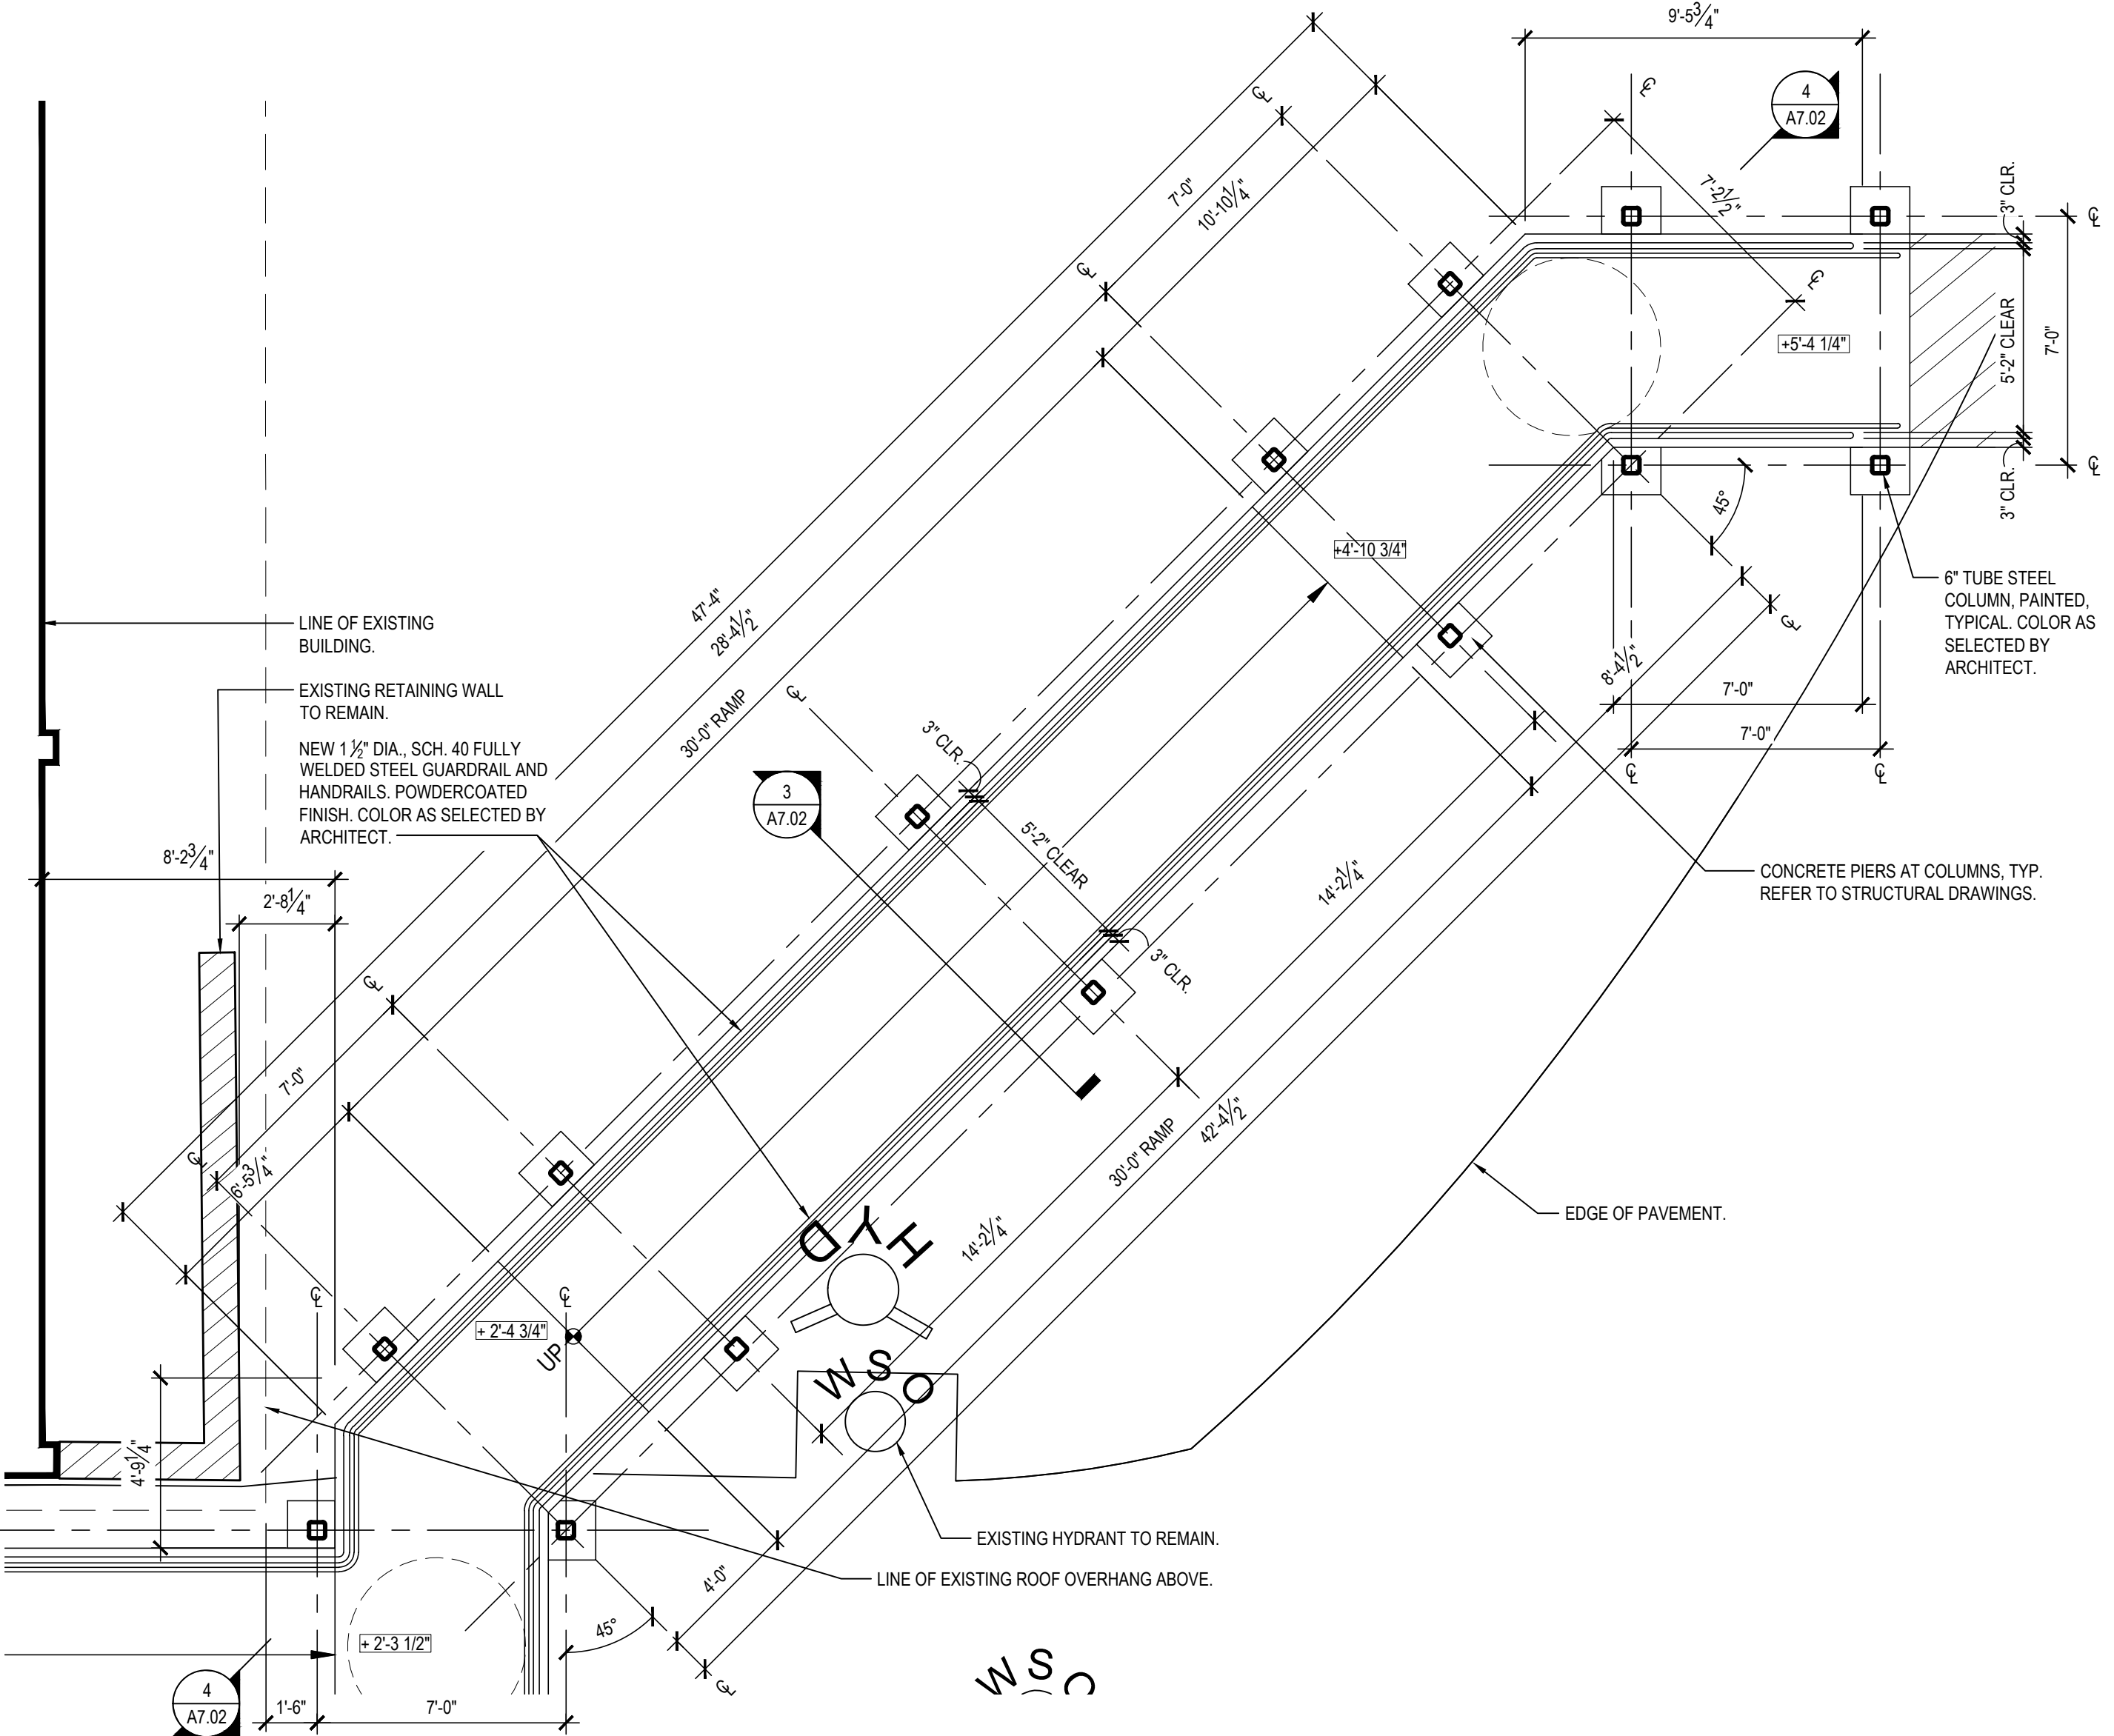 9'-5 3/4"
4
A7.02
℄
℄
7'-0"
10'-10 1/4"
7'-2 1/2"
3" CLR.
℄
℄
℄
+5'-4 1/4"
5'-2" CLEAR
7'-0"
45°
3" CLR.
℄
+4'-10 3/4"
6" TUBE STEEL
COLUMN, PAINTED,
TYPICAL. COLOR AS
SELECTED BY
ARCHITECT.
47'-4"
28'-4 1/2"
30'-0" RAMP
LINE OF EXISTING
BUILDING.
EXISTING RETAINING WALL
TO REMAIN.
NEW 1 1/2" DIA., SCH. 40 FULLY
WELDED STEEL GUARDRAIL AND
HANDRAILS. POWDERCOATED
FINISH. COLOR AS SELECTED BY
ARCHITECT.
℄
℄
8'-4 1/2"
7'-0"
7'-0"
℄
℄
3" CLR.
3
A7.02
5'-2" CLEAR
3" CLR.
14'-2 1/4"
CONCRETE PIERS AT COLUMNS, TYP.
REFER TO STRUCTURAL DRAWINGS.
8'-2 3/4"
2'-8 1/4"
℄
7'-0"
℄
6'-5 3/4"
30'-0" RAMP
42'-4 1/2"
14'-2 1/4"
EDGE OF PAVEMENT.
HYD
℄
℄
+ 2'-4 3/4"
UP
WSO
4'-9 1/4"
EXISTING HYDRANT TO REMAIN.
LINE OF EXISTING ROOF OVERHANG ABOVE.
4'-0"
45°
℄
+ 2'-3 1/2"
4
A7.02
1'-6"
7'-0"
WSO